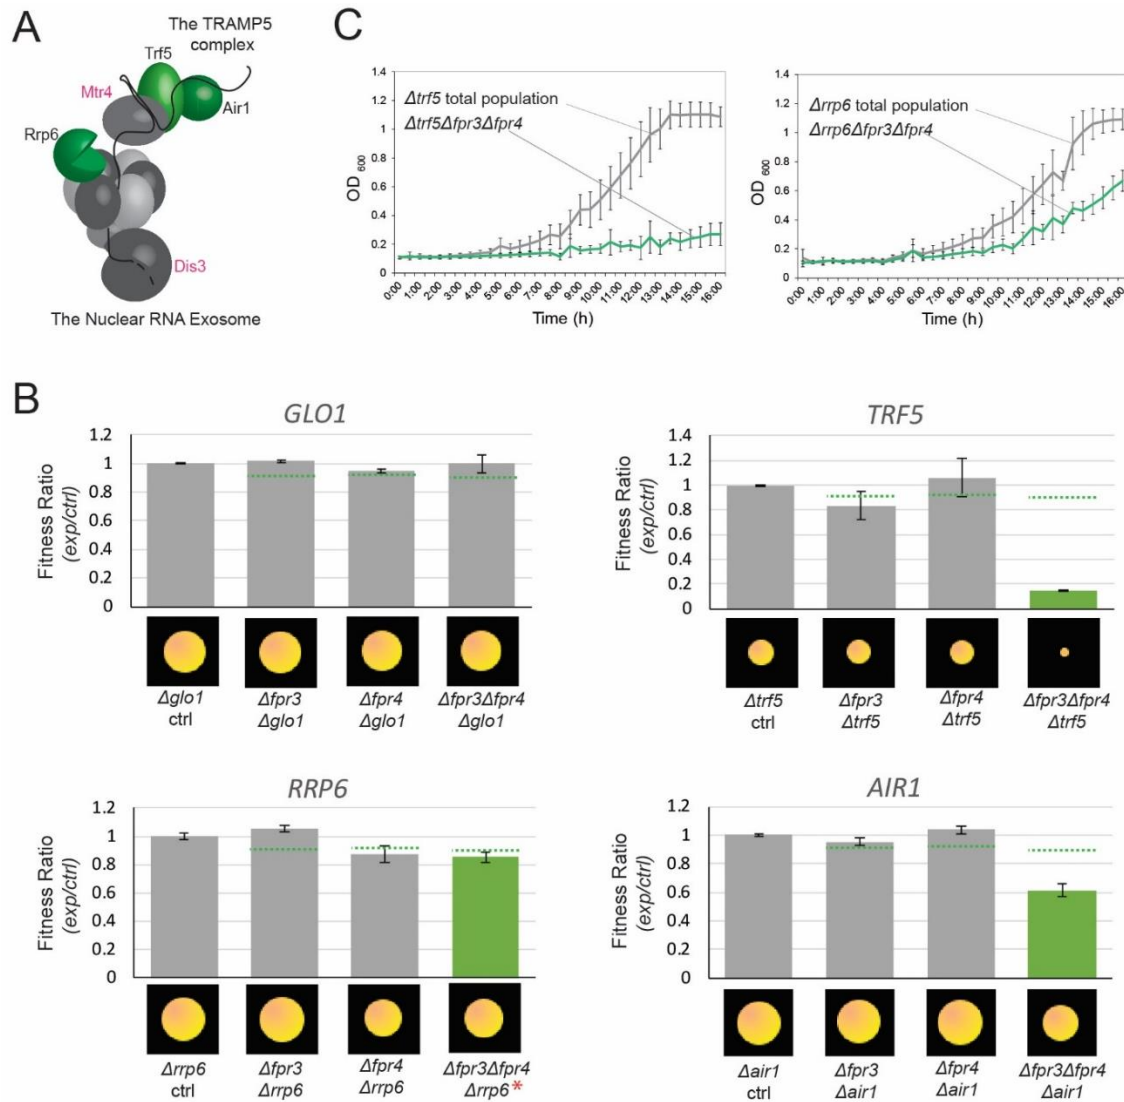 A
The TRAMP5
complex
Trf5
Mtr4
Air1
Rrp6
Dis3
The Nuclear RNA Exosome
C
1.4
1.2
1
0.8
0.6
0.4
0.2
0
OD 600
Δtrf5 total population
Δtrf5Δfpr3Δfpr4
0:00
1:00
2:00
3:00
4:00
5:00
6:00
7:00
8:00
9:00
10:00
11:00
12:00
13:00
14:00
15:00
16:00
Time (h)
1.4
1.2
1
0.8
0.6
0.4
0.2
0
OD 600
Δrrp6 total population
Δrrp6Δfpr3Δfpr4
0:00
1:00
2:00
3:00
4:00
5:00
6:00
7:00
8:00
9:00
10:00
11:00
12:00
13:00
14:00
15:00
16:00
Time (h)
B
GLO1
1.2
1
0.8
0.6
0.4
0.2
0
Fitness Ratio
(exp/ctrl)
Δglo1
ctrl
Δfpr3
Δglo1
Δfpr4
Δglo1
Δfpr3Δfpr4
Δglo1
TRF5
1.4
1.2
1
0.8
0.6
0.4
0.2
0
Fitness Ratio
(exp/ctrl)
Δtrf5
ctrl
Δfpr3
Δtrf5
Δfpr4
Δtrf5
Δfpr3Δfpr4
Δtrf5
RRP6
1.2
1
0.8
0.6
0.4
0.2
0
Fitness Ratio
(exp/ctrl)
Δrrp6
ctrl
Δfpr3
Δrrp6
Δfpr4
Δrrp6
Δfpr3Δfpr4
Δrrp6*
AIR1
1.2
1
0.8
0.6
0.4
0.2
0
Fitness Ratio
(exp/ctrl)
Δair1
ctrl
Δfpr3
Δair1
Δfpr4
Δair1
Δfpr3Δfpr4
Δair1